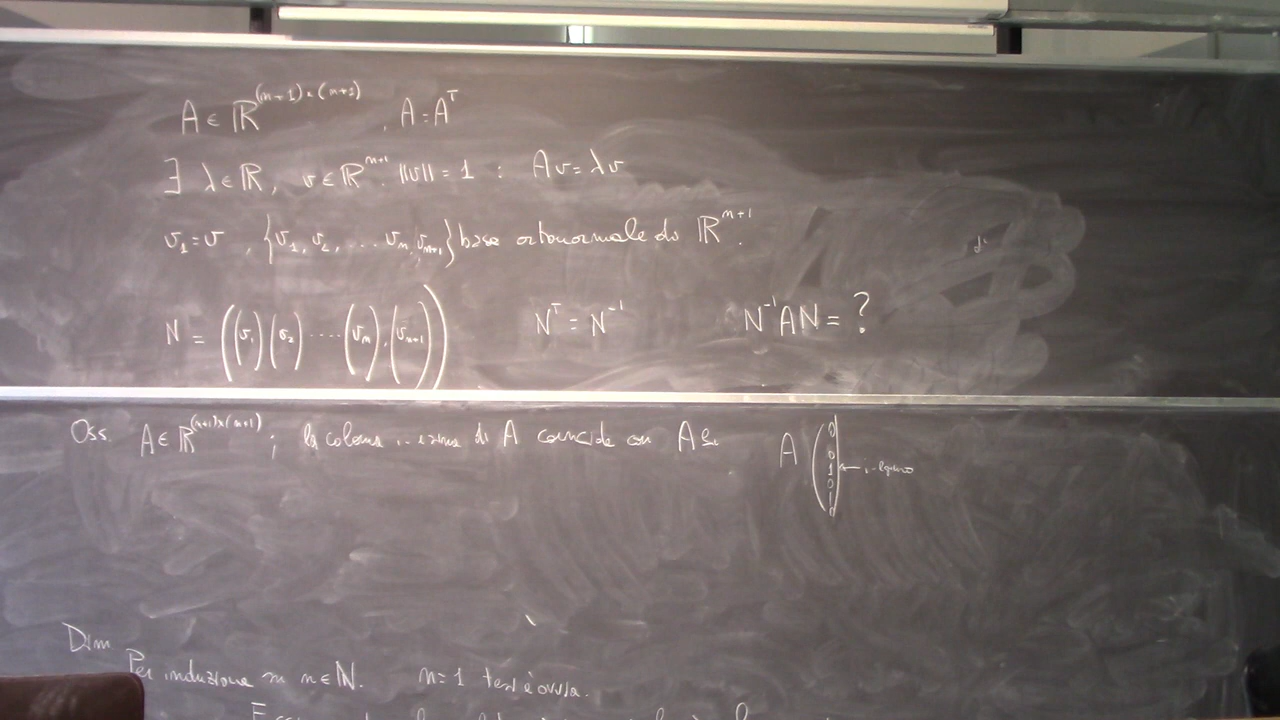 A ∈ ℝ^{(n+1)×(n+1)}, A = A^T
∃ λ ∈ ℝ, v ∈ ℝ^{n+1}, ||v|| = 1 : Av = λv
v_1 = v, {v_1, v_2, ... v_n, v_{n+1}} base ortonormale di ℝ^{n+1}.
N = ((v_1)(v_2) .... (v_n),(v_{n+1})) N^T = N^{-1} N^{-1}AN = ?
Oss. A ∈ ℝ^{(n+1)×(n+1)}; la colonna i-esima di A coincide con A (0 0 1 0 0) ← i-esimo
Dim
Per induzione su n ∈ ℕ. n = 1 tesi è ovvia.